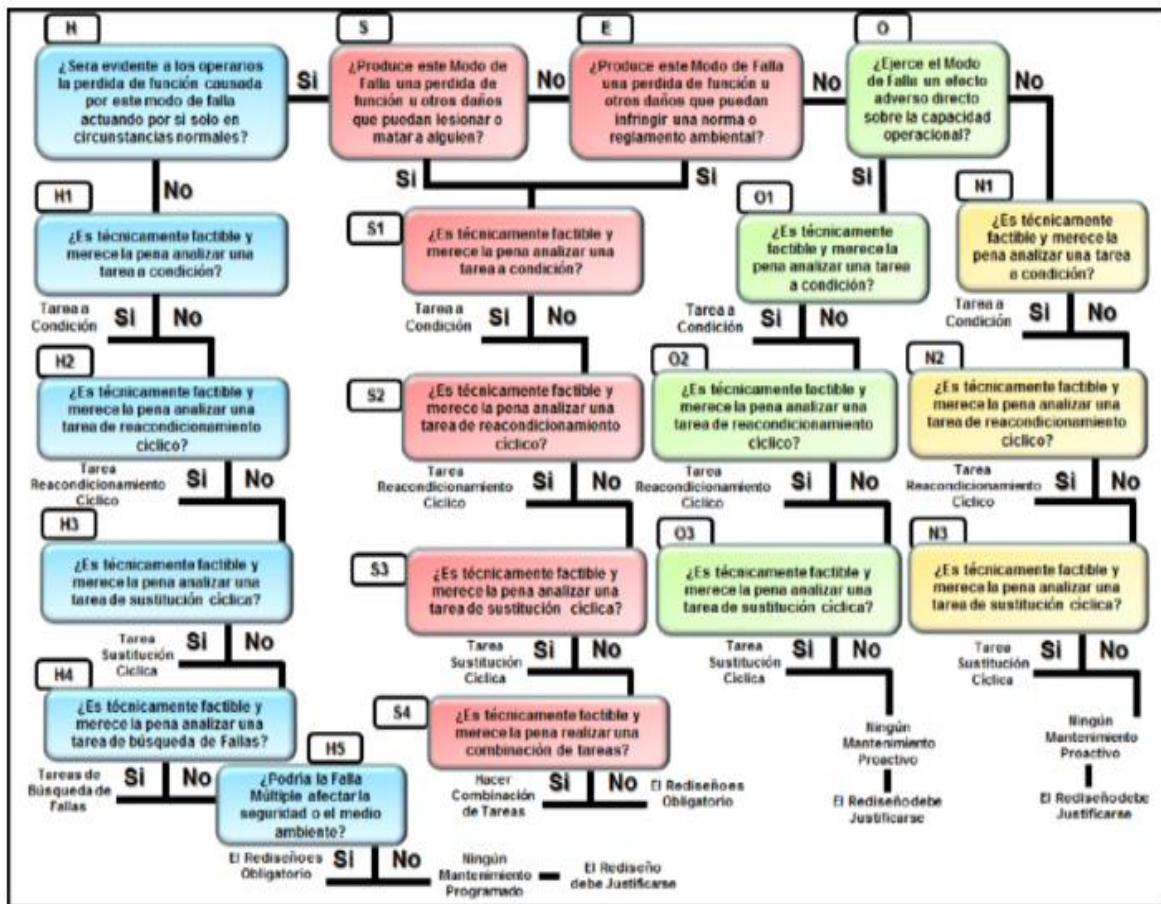 H
S
E
O
¿Sera evidente a los operarios
la perdida de función causada
por este modo de falla
actuando por si solo en
circunstancias normales?
Si
¿Produce este Modo de
Falla una perdida de
función u otros daños
que puedan lesionar o
matar a alguien?
No
¿Produce este Modo de Falla
una perdida de función u
otros daños que puedan
infringir una norma o
reglamento ambiental?
No
¿Ejerce el Modo
de Falla un efecto
adverso directo
sobre la capacidad
operacional?
No
No
Si
Si
Si
H1
¿Es técnicamente factible y
merece la pena analizar una
tarea a condición?
S1
¿Es técnicamente factible y
merece la pena analizar una
tarea a condición?
O1
¿Es técnicamente
factible y merece la
pena analizar una tarea
a condición?
N1
¿Es técnicamente
factible y merece la
pena analizar una tarea
a condición?
Tarea a
Condición
Si
No
Tarea a
Condición
Si
No
Tarea a
Condición
Si
No
Tarea a
Condición
Si
No
H2
¿Es técnicamente factible y
merece la pena analizar una
tarea de reacondicionamiento
cíclico?
S2
¿Es técnicamente factible y
merece la pena analizar una
tarea de reacondicionamiento
cíclico?
O2
¿Es técnicamente factible y
merece la pena analizar una
tarea de reacondicionamiento
cíclico?
N2
¿Es técnicamente factible y
merece la pena analizar una
tarea de reacondicionamiento
cíclico?
Tarea
Reacondicionamiento
Cíclico
Si
No
Tarea
Reacondicionamiento
Cíclico
Si
No
Tarea
Reacondicionamiento
Cíclico
Si
No
Tarea
Reacondicionamiento
Cíclico
Si
No
H3
¿Es técnicamente factible y
merece la pena analizar una
tarea de sustitución cíclica?
S3
¿Es técnicamente factible y
merece la pena analizar una
tarea de sustitución cíclica?
O3
¿Es técnicamente factible y
merece la pena analizar una
tarea de sustitución cíclica?
N3
¿Es técnicamente factible y
merece la pena analizar una
tarea de sustitución cíclica?
Tarea
Sustitución
Cíclica
Si
No
Tarea
Sustitución
Cíclica
Si
No
Tarea
Sustitución
Cíclica
Si
No
Tarea
Sustitución
Cíclica
Si
No
H4
¿Es técnicamente factible y
merece la pena analizar una
tarea de búsqueda de Fallas?
S4
¿Es técnicamente factible y
merece la pena realizar una
combinación de tareas?
Ningún
Mantenimiento
Proactivo
El Rediseño debe
Justificarse
Ningún
Mantenimiento
Proactivo
El Rediseño debe
Justificarse
Tareas de
Búsqueda de
Fallas
Si
No
H5
¿Podría la Falla
Múltiple afectar la
seguridad o el medio
ambiente?
Hacer
Combinación
de Tareas
Si
No
El Rediseño es
Obligatorio
El Rediseño es
Obligatorio
Si
No
Ningún
Mantenimiento
Programado
El Rediseño
debe Justificarse